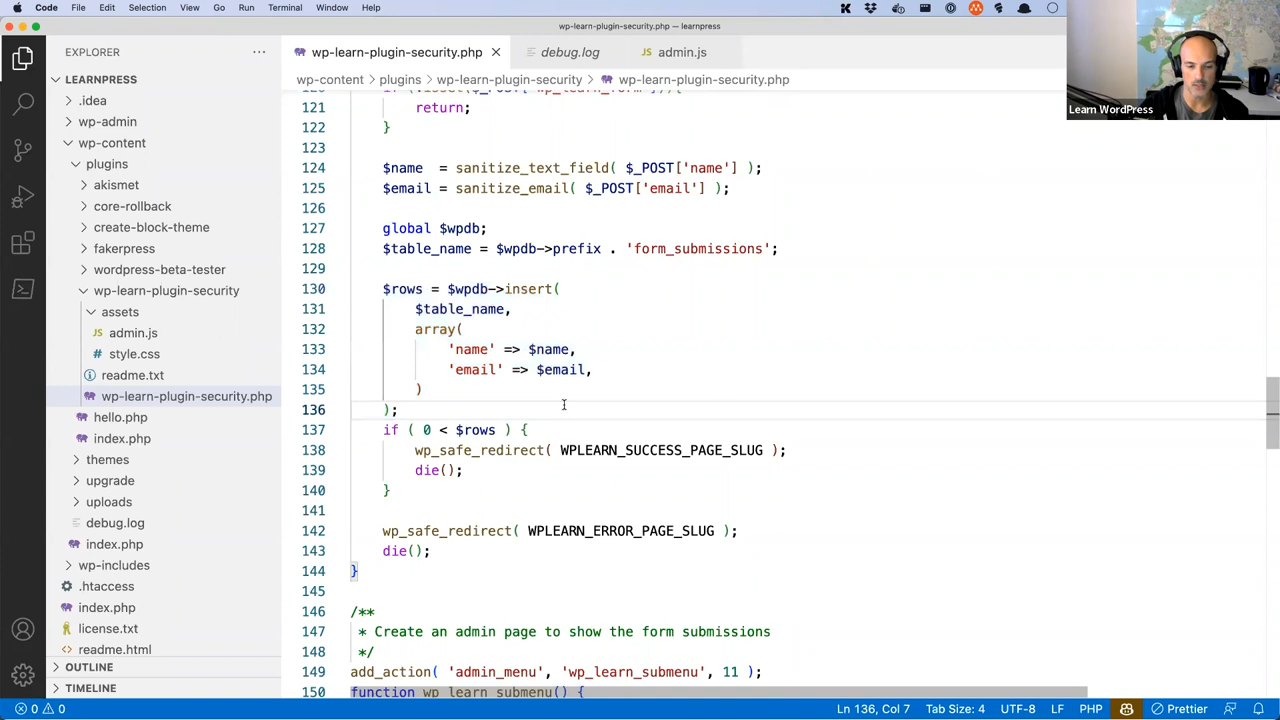 Code File Edit Selection View Go Run Terminal Window Help
wp-learn-plugin-security.php — learnpress
EXPLORER
LEARNPRESS
.idea
wp-admin
wp-content
plugins
akismet
core-rollback
create-block-theme
fakerpress
wordpress-beta-tester
wp-learn-plugin-security
assets
admin.js
style.css
readme.txt
wp-learn-plugin-security.php
hello.php
index.php
themes
upgrade
uploads
debug.log
index.php
wp-includes
.htaccess
index.php
license.txt
readme.html
OUTLINE
TIMELINE
wp-learn-plugin-security.php debug.log JS admin.js
wp-content > plugins > wp-learn-plugin-security > wp-learn-plugin-security.php
121 return;
122 }
123
124 $name = sanitize_text_field( $_POST['name'] );
125 $email = sanitize_email( $_POST['email'] );
126
127 global $wpdb;
128 $table_name = $wpdb->prefix . 'form_submissions';
129
130 $rows = $wpdb->insert(
131 $table_name,
132 array(
133 'name' => $name,
134 'email' => $email,
135 )
136 );
137 if ( 0 < $rows ) {
138 wp_safe_redirect( WPLEARN_SUCCESS_PAGE_SLUG );
139 die();
140 }
141
142 wp_safe_redirect( WPLEARN_ERROR_PAGE_SLUG );
143 die();
144 }
145
146 /**
147 * Create an admin page to show the form submissions
148 */
149 add_action( 'admin_menu', 'wp_learn_submenu', 11 );
150 function wp_learn_submenu() {
Learn WordPress
0 0 Ln 136, Col 7 Tab Size: 4 UTF-8 LF PHP Prettier